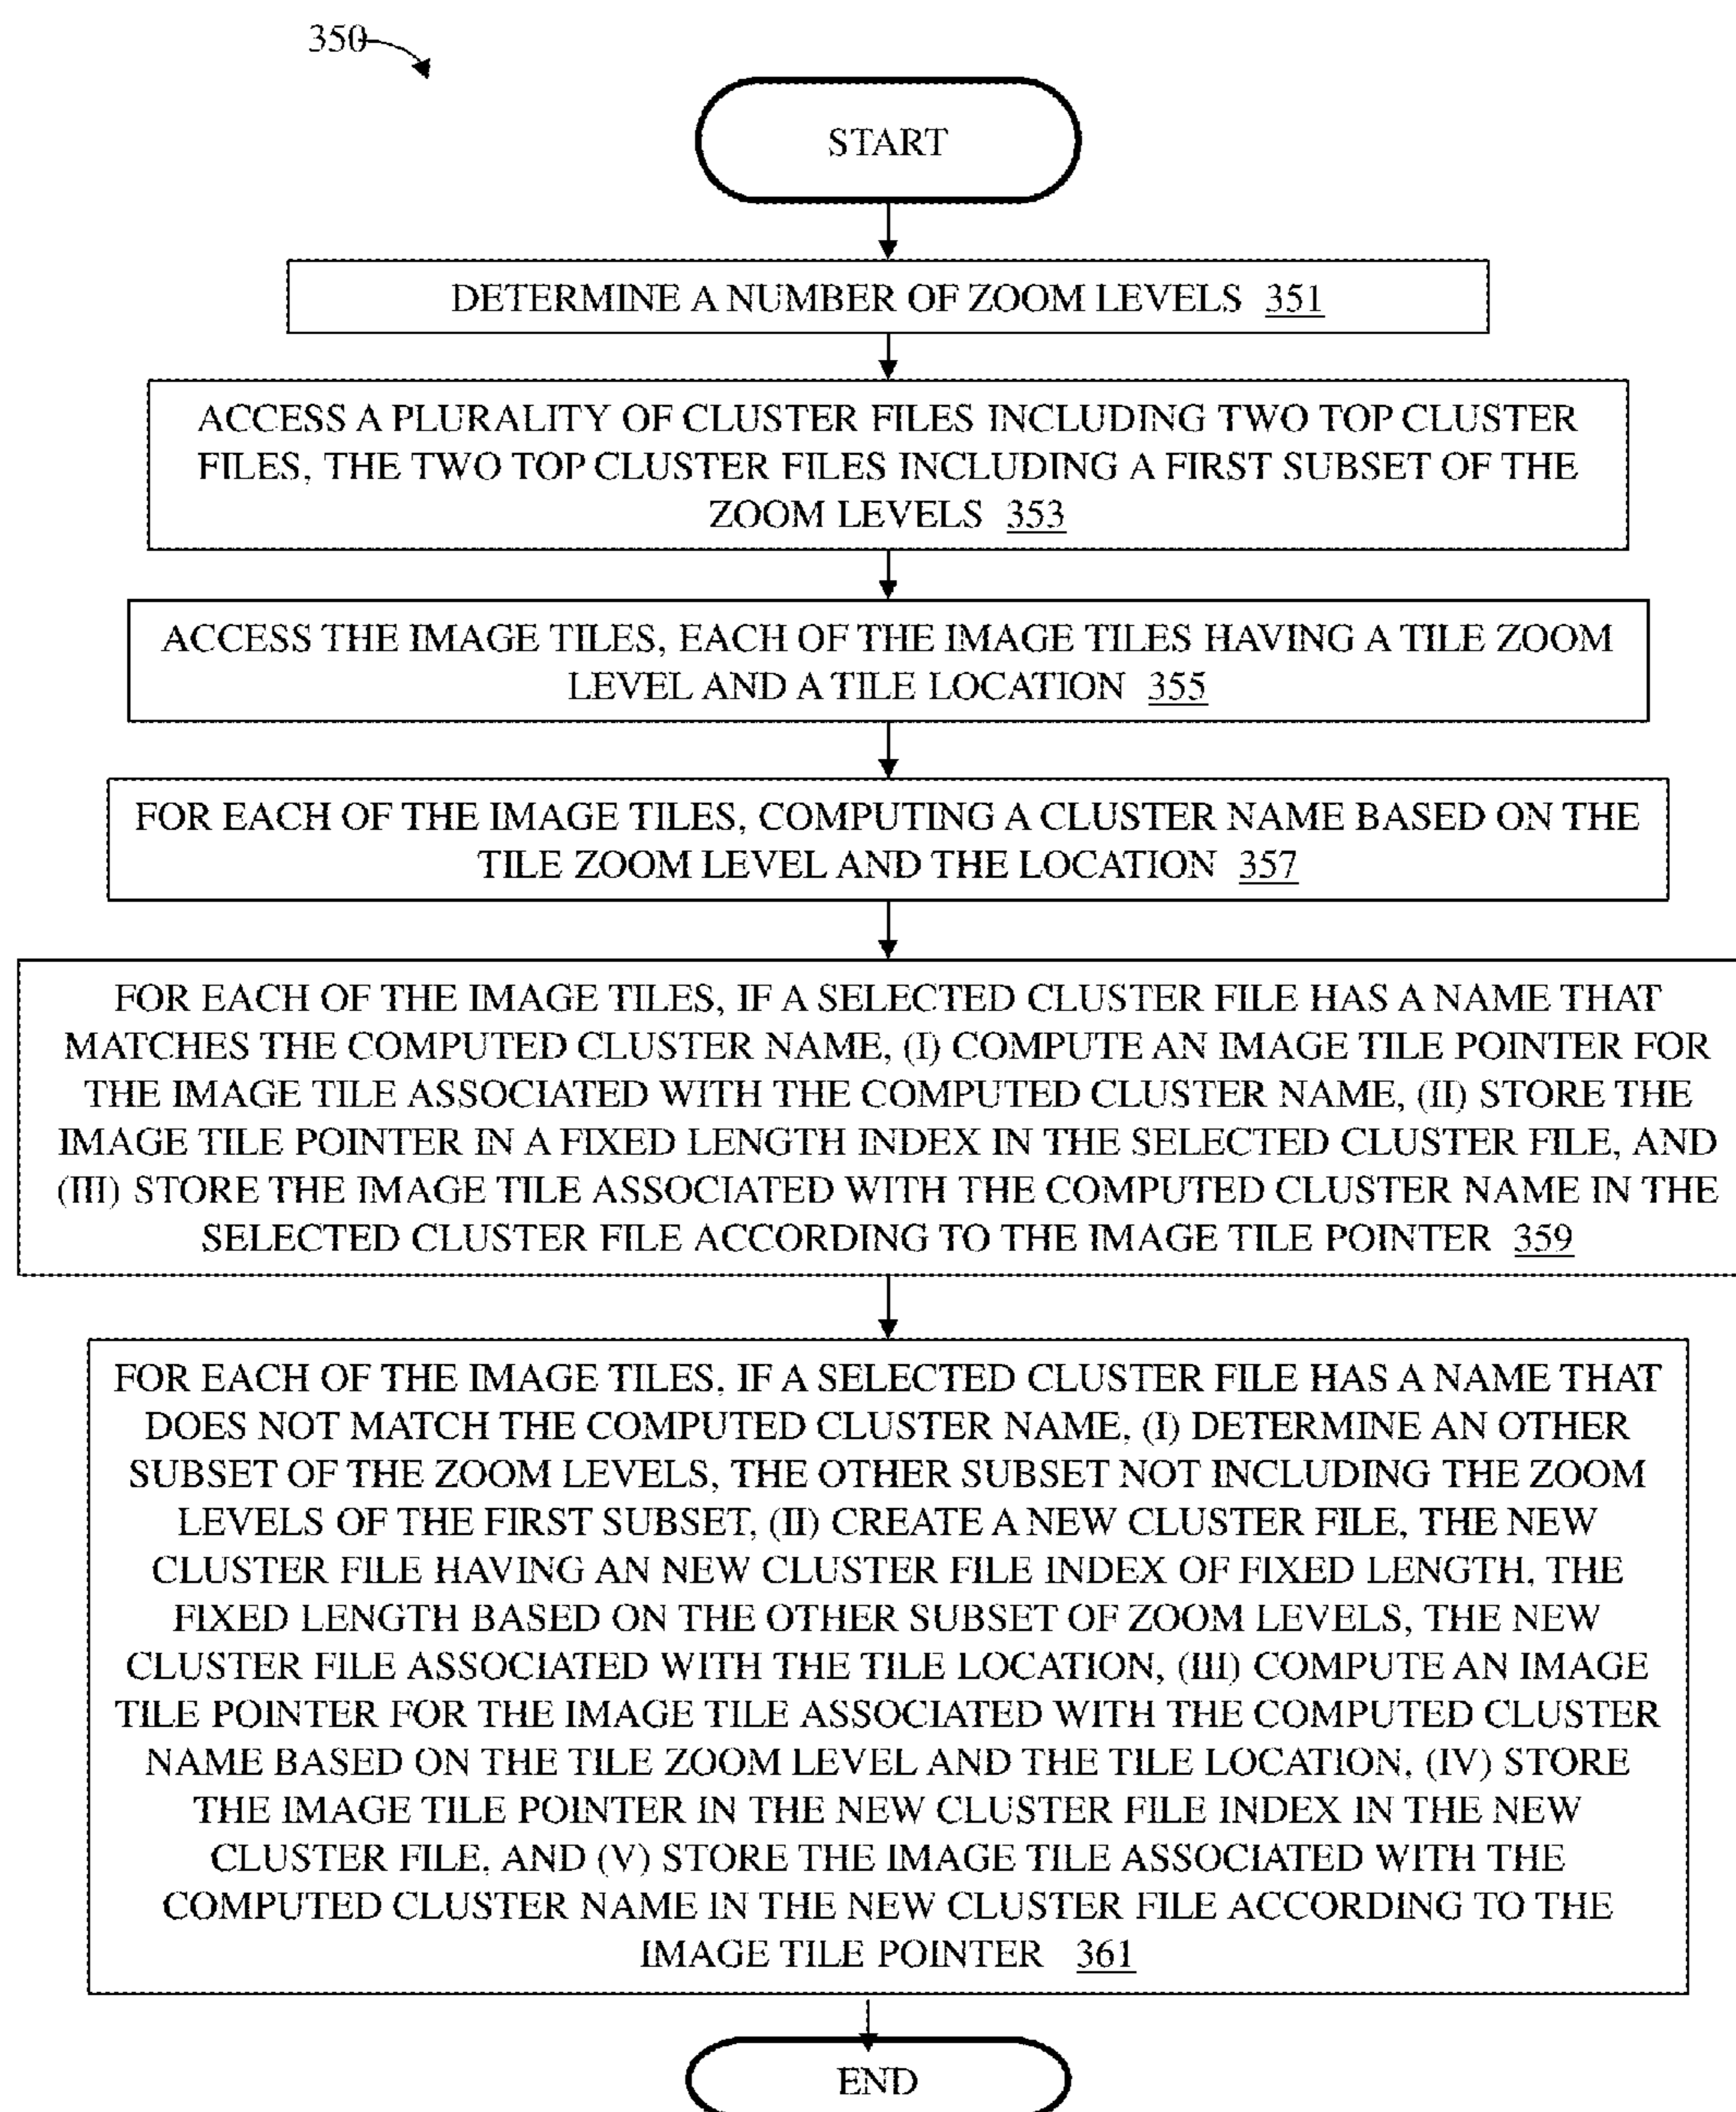 350
START
DETERMINE A NUMBER OF ZOOM LEVELS 351
ACCESS A PLURALITY OF CLUSTER FILES INCLUDING TWO TOP CLUSTER
FILES, THE TWO TOP CLUSTER FILES INCLUDING A FIRST SUBSET OF THE
ZOOM LEVELS 353
ACCESS THE IMAGE TILES, EACH OF THE IMAGE TILES HAVING A TILE ZOOM
LEVEL AND A TILE LOCATION 355
FOR EACH OF THE IMAGE TILES, COMPUTING A CLUSTER NAME BASED ON THE
TILE ZOOM LEVEL AND THE LOCATION 357
FOR EACH OF THE IMAGE TILES, IF A SELECTED CLUSTER FILE HAS A NAME THAT
MATCHES THE COMPUTED CLUSTER NAME, (I) COMPUTE AN IMAGE TILE POINTER FOR
THE IMAGE TILE ASSOCIATED WITH THE COMPUTED CLUSTER NAME, (II) STORE THE
IMAGE TILE POINTER IN A FIXED LENGTH INDEX IN THE SELECTED CLUSTER FILE, AND
(III) STORE THE IMAGE TILE ASSOCIATED WITH THE COMPUTED CLUSTER NAME IN THE
SELECTED CLUSTER FILE ACCORDING TO THE IMAGE TILE POINTER 359
FOR EACH OF THE IMAGE TILES, IF A SELECTED CLUSTER FILE HAS A NAME THAT
DOES NOT MATCH THE COMPUTED CLUSTER NAME, (I) DETERMINE AN OTHER
SUBSET OF THE ZOOM LEVELS, THE OTHER SUBSET NOT INCLUDING THE ZOOM
LEVELS OF THE FIRST SUBSET, (II) CREATE A NEW CLUSTER FILE, THE NEW
CLUSTER FILE HAVING AN NEW CLUSTER FILE INDEX OF FIXED LENGTH, THE
FIXED LENGTH BASED ON THE OTHER SUBSET OF ZOOM LEVELS, THE NEW
CLUSTER FILE ASSOCIATED WITH THE TILE LOCATION, (III) COMPUTE AN IMAGE
TILE POINTER FOR THE IMAGE TILE ASSOCIATED WITH THE COMPUTED CLUSTER
NAME BASED ON THE TILE ZOOM LEVEL AND THE TILE LOCATION, (IV) STORE
THE IMAGE TILE POINTER IN THE NEW CLUSTER FILE INDEX IN THE NEW
CLUSTER FILE, AND (V) STORE THE IMAGE TILE ASSOCIATED WITH THE
COMPUTED CLUSTER NAME IN THE NEW CLUSTER FILE ACCORDING TO THE
IMAGE TILE POINTER 361
END